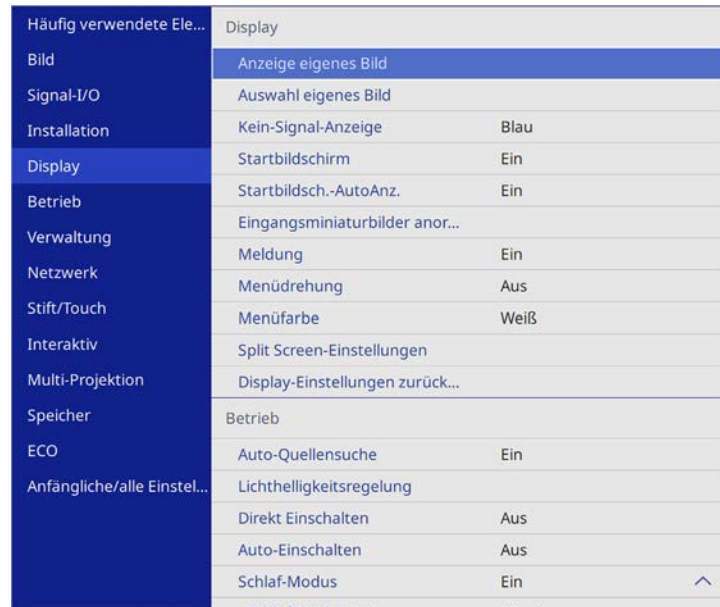 Häufig verwendete Ele...
Bild
Signal-I/O
Installation
Display
Betrieb
Verwaltung
Netzwerk
Stift/Touch
Interaktiv
Multi-Projektion
Speicher
ECO
Anfängliche/alle Einstel...
Display
Anzeige eigenes Bild
Auswahl eigenes Bild
Kein-Signal-Anzeige Blau
Startbildschirm Ein
Startbildsch.-AutoAnz. Ein
Eingangsminiaturbilder anor...
Meldung Ein
Menüdrehung Aus
Menüfarbe Weiß
Split Screen-Einstellungen
Display-Einstellungen zurück...
Betrieb
Auto-Quellensuche Ein
Lichthelligkeitsregelung
Direkt Einschalten Aus
Auto-Einschalten Aus
Schlaf-Modus Ein